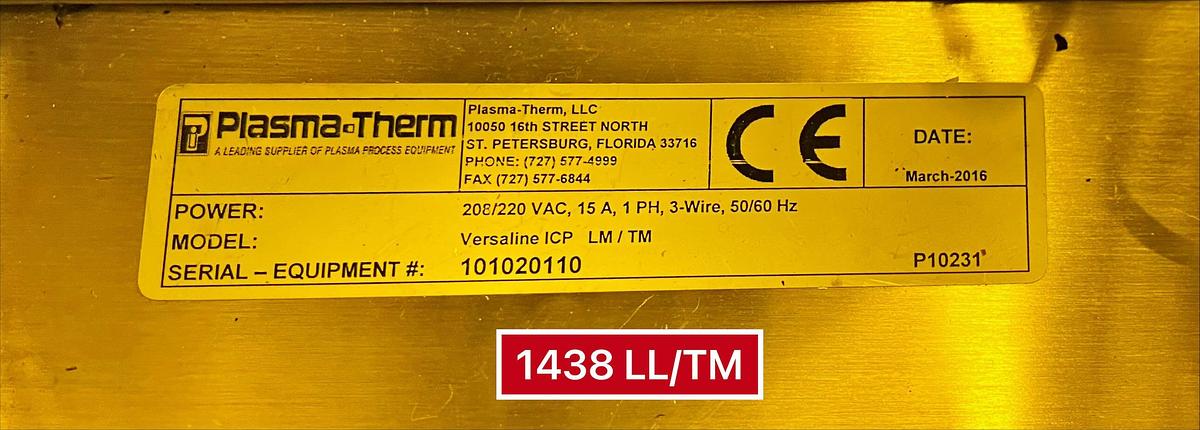 Plasma-Therm
A LEADING SUPPLIER OF PLASMA PROCESS EQUIPMENT
Plasma-Therm, LLC
10050 16th STREET NORTH
ST. PETERSBURG, FLORIDA 33716
PHONE: (727) 577-4999
FAX (727) 577-6844
CE
DATE:
March-2016
POWER: 208/220 VAC, 15 A, 1 PH, 3-Wire, 50/60 Hz
MODEL: Versaline ICP LM / TM
SERIAL – EQUIPMENT #: 101020110 P10231
1438 LL/TM